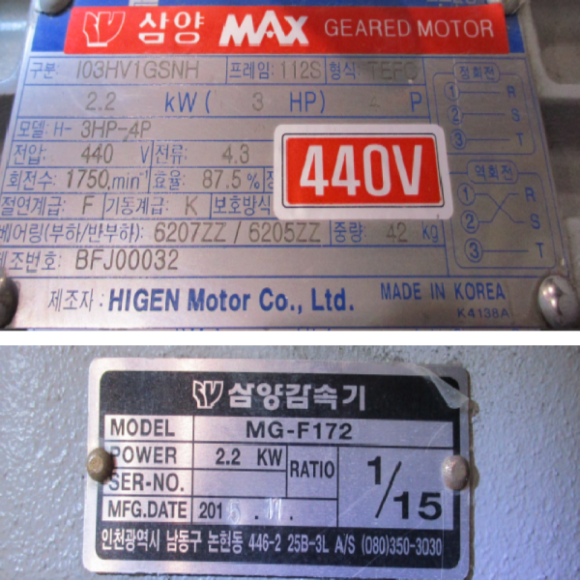 삼양 MAX GEARED MOTOR
구분 I03HV1GSNH 프레임: 112S 형식 TEFC
2.2 kW ( 3 HP) 4 P
모델: H- 3HP-4P
전압: 440 V 전류: 4.3
회전수: 1750 min⁻¹ 효율: 87.5 %
절연계급: F 기동계급: K 보호방식
베어링(부하/반부하) 6207ZZ / 6205ZZ 중량: 42 Kg
제조번호: BFJ00032
정회전
1 R
2 S
3 T
440V
역회전
1 R
2 S
3 T
제조자: HIGEN Motor Co., Ltd. MADE IN KOREA
K4138A
삼양감속기
MODEL MG-F172
POWER 2.2 KW RATIO 1/15
SER-NO.
MFG.DATE 201
인천광역시 남동구 논현동 446-2 25B-3L A/S (080)350-3030